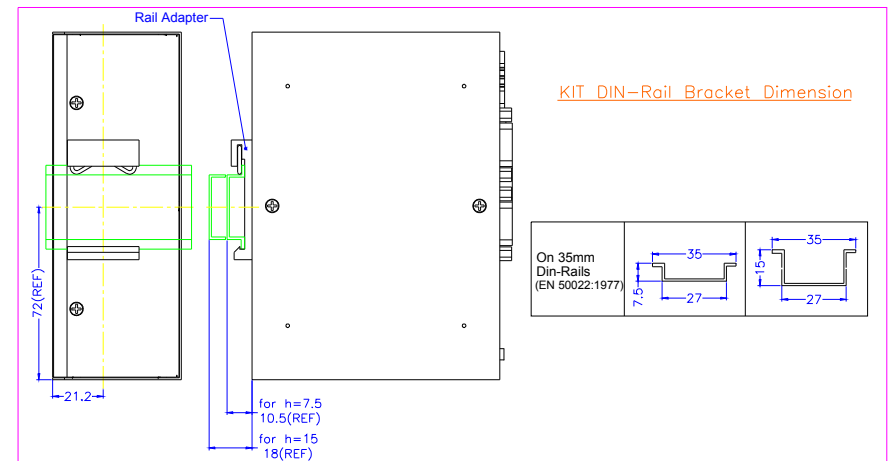 Rail Adapter
KIT DIN-Rail Bracket Dimension
72(REF)
21.2
for h=7.5
10.5(REF)
for h=15
18(REF)
On 35mm
Din-Rails
(EN 50022:1977)
35
7.5
27
35
15
27